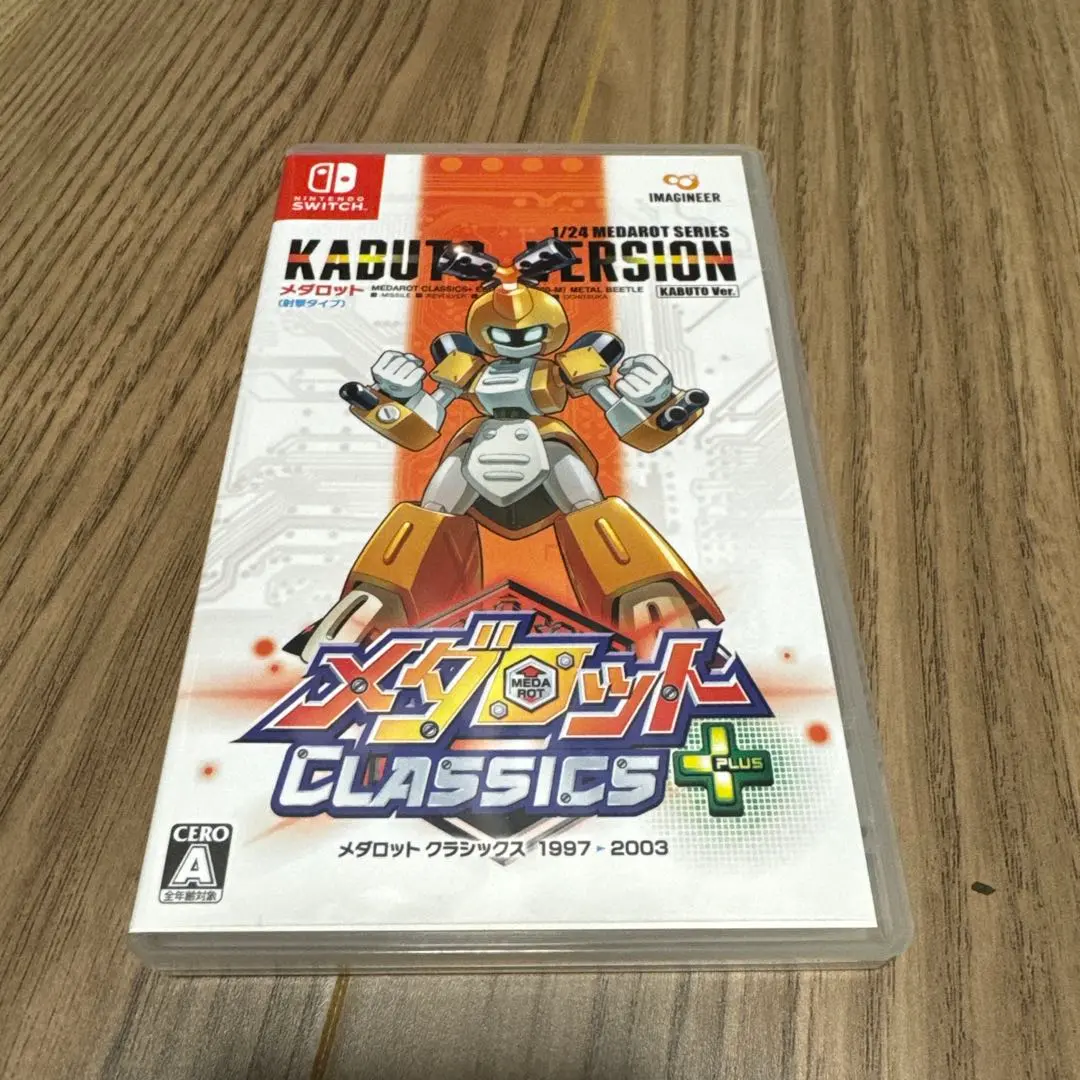 NINTENDO
SWITCH
IMAGINEER
1/24 MEDAROT SERIES
KABUTO VERSION
メダロット
MEDAROT CLASSICS+
METAL BEETLE
KABUTO Ver.
(射撃タイプ)
MISSILE
REVOLVER
メダロット
MEDA
ROT
CLASSICS
PLUS
メダロット クラシックス 1997 ▸ 2003
CERO
A
全年齢対象